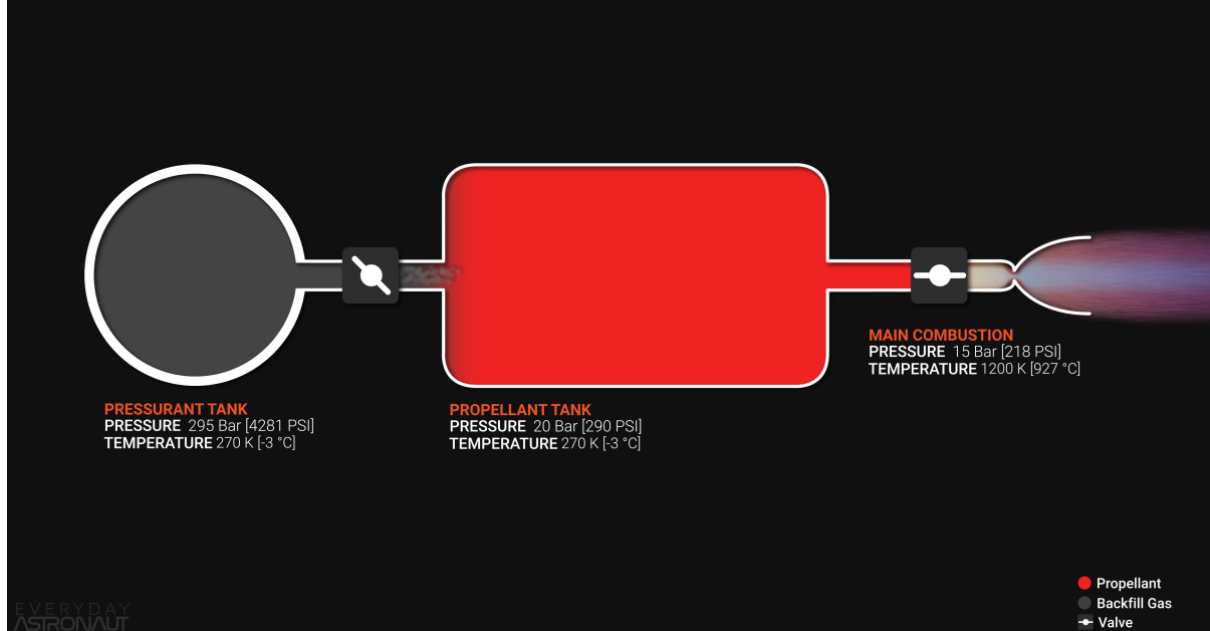 PRESSURANT TANK
PRESSURE 295 Bar [4281 PSI]
TEMPERATURE 270 K [-3 °C]
PROPELLANT TANK
PRESSURE 20 Bar [290 PSI]
TEMPERATURE 270 K [-3 °C]
MAIN COMBUSTION
PRESSURE 15 Bar [218 PSI]
TEMPERATURE 1200 K [927 °C]
Propellant
Backfill Gas
Valve
EVERYDAY
ASTRONAUT